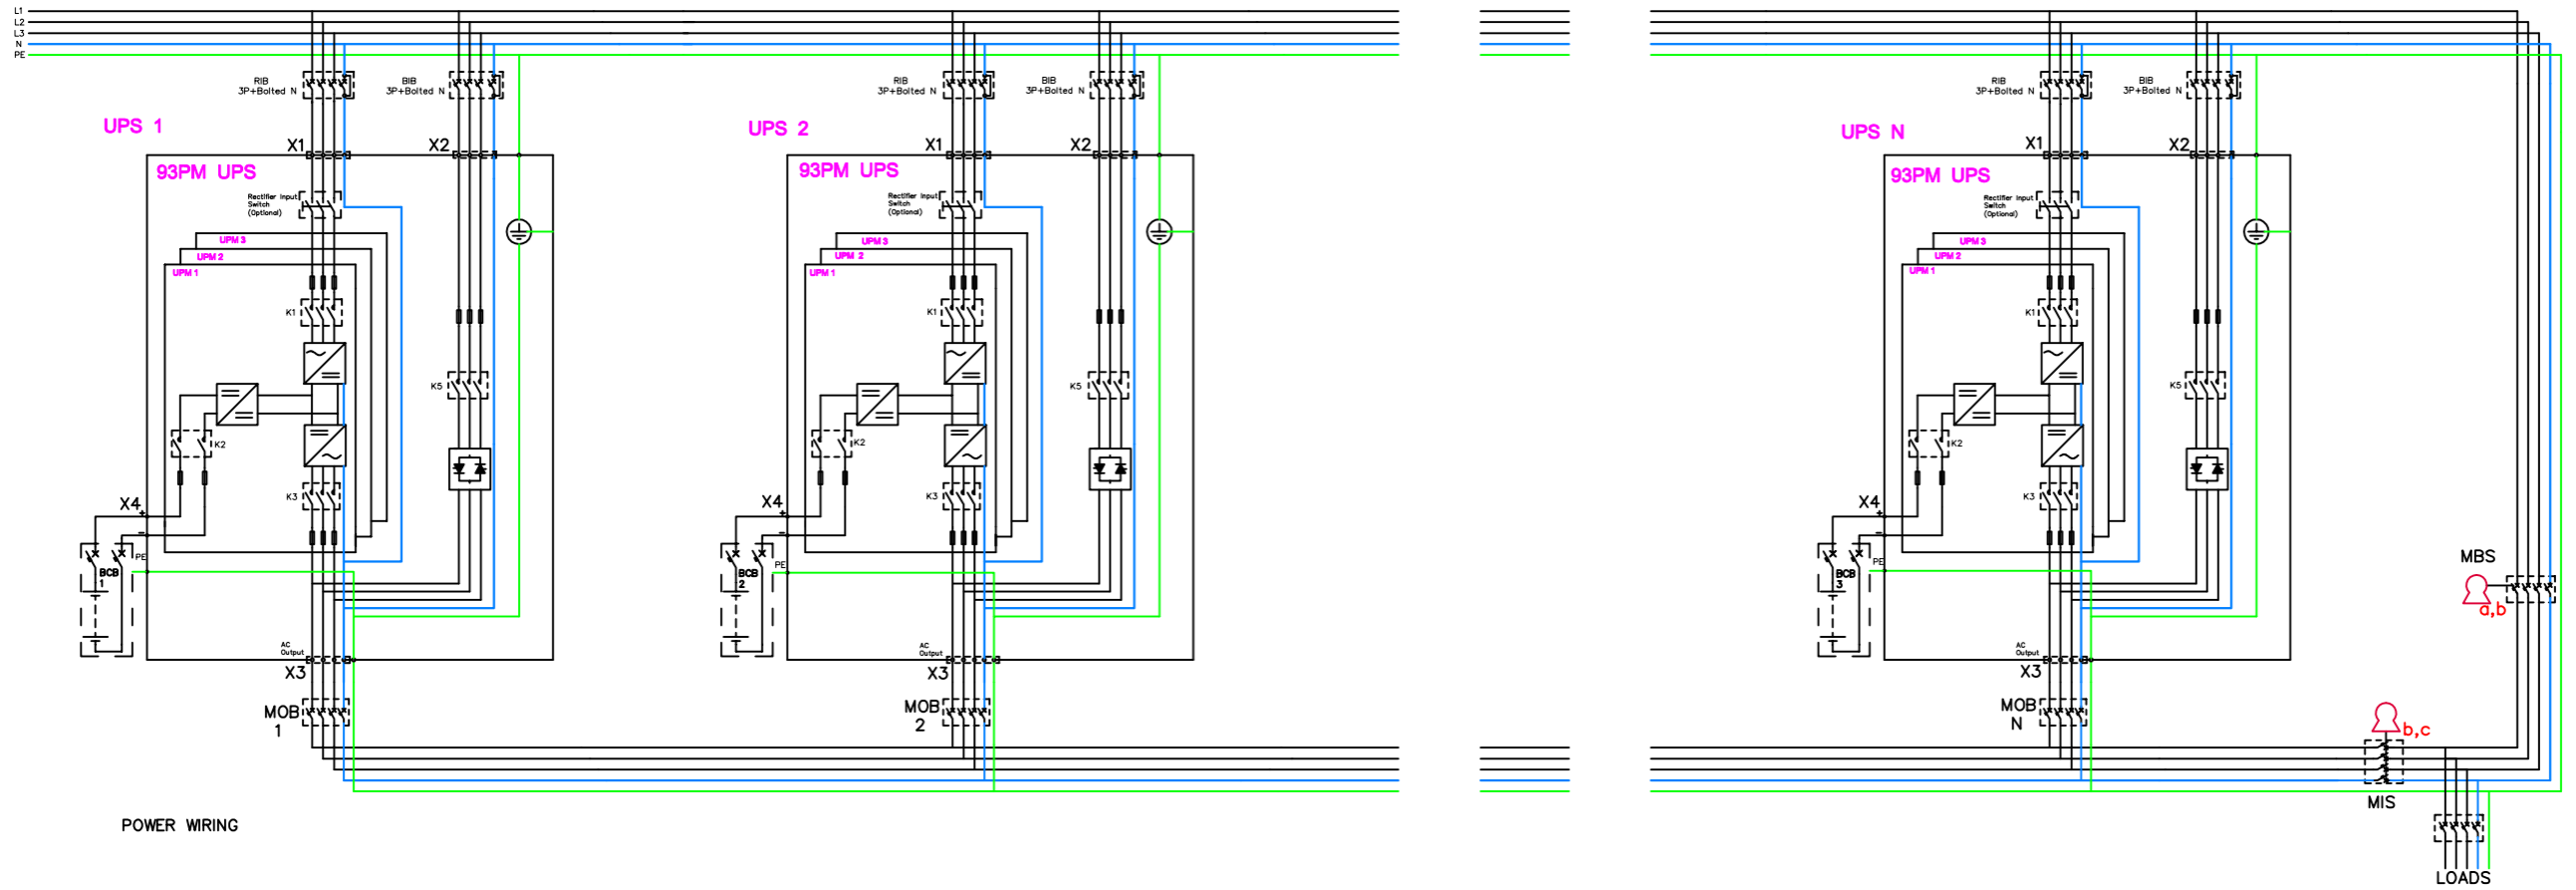 L1
L2
L3
N
PE
RIB
3P+Bolted N
BIB
3P+Bolted N
UPS 1
X1
X2
93PM UPS
Rectifier Input
Switch
(Optional)
UPM 3
UPM 2
UPM 1
K1
K5
K2
K3
X4
+
-
PE
BCB
1
AC
Output
X3
MOB
1
RIB
3P+Bolted N
BIB
3P+Bolted N
UPS 2
X1
X2
93PM UPS
Rectifier Input
Switch
(Optional)
UPM 3
UPM 2
UPM 1
K1
K5
K2
K3
X4
+
-
PE
BCB
2
AC
Output
X3
MOB
2
RIB
3P+Bolted N
BIB
3P+Bolted N
UPS N
X1
X2
93PM UPS
Rectifier Input
Switch
(Optional)
UPM 3
UPM 2
UPM 1
K1
K5
K2
K3
X4
+
-
PE
BCB
3
AC
Output
X3
MOB
N
MBS
a,b
b,c
MIS
LOADS
POWER WIRING